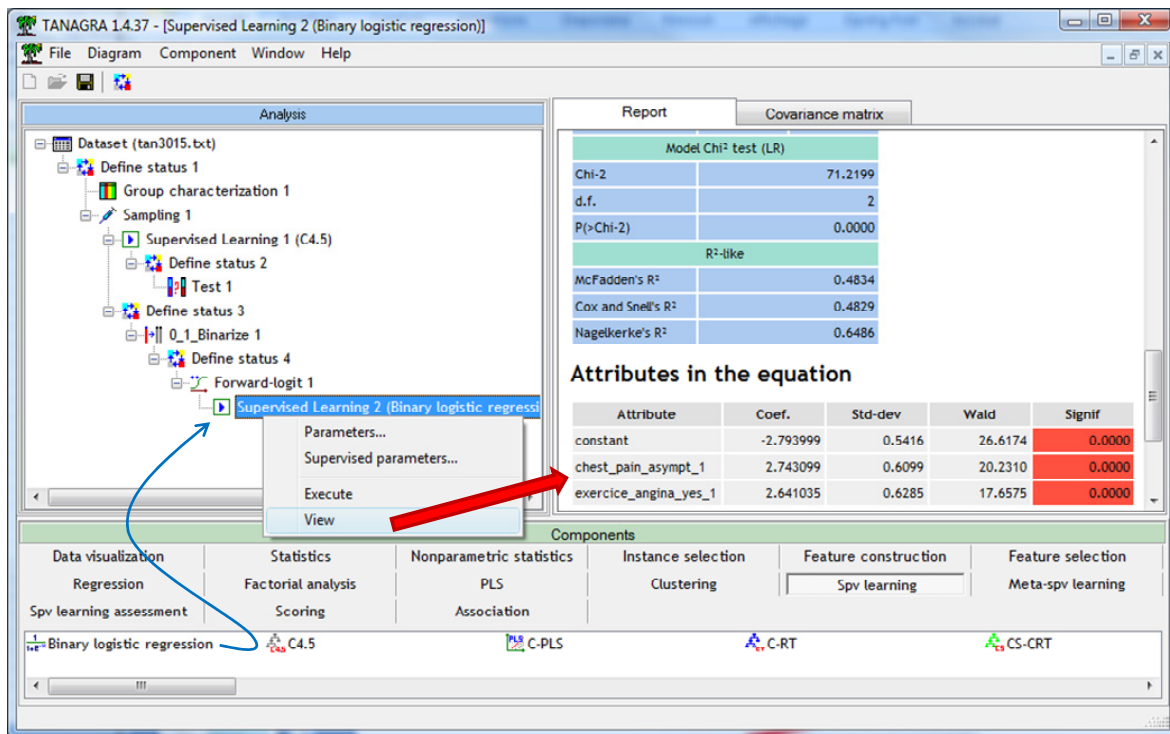 TANAGRA 1.4.37 - [Supervised Learning 2 (Binary logistic regression)]
File Diagram Component Window Help
Analysis
Dataset (tan3015.txt)
Define status 1
Group characterization 1
Sampling 1
Supervised Learning 1 (C4.5)
Define status 2
Test 1
Define status 3
0_1_Binarize 1
Define status 4
Forward-logit 1
Supervised Learning 2 (Binary logistic regressi
Parameters...
Supervised parameters...
Execute
View
Report Covariance matrix
Model Chi² test (LR)
Chi-2 71.2199
d.f. 2
P(>Chi-2) 0.0000
R²-like
McFadden's R² 0.4834
Cox and Snell's R² 0.4829
Nagelkerke's R² 0.6486
Attributes in the equation
Attribute Coef. Std-dev Wald Signif
constant -2.793999 0.5416 26.6174 0.0000
chest_pain_asympt_1 2.743099 0.6099 20.2310 0.0000
exercice_angina_yes_1 2.641035 0.6285 17.6575 0.0000
Components
Data visualization Statistics Nonparametric statistics Instance selection Feature construction Feature selection
Regression Factorial analysis PLS Clustering Spv learning Meta-spv learning
Spv learning assessment Scoring Association
Binary logistic regression C4.5 C-PLS C-RT CS-CRT